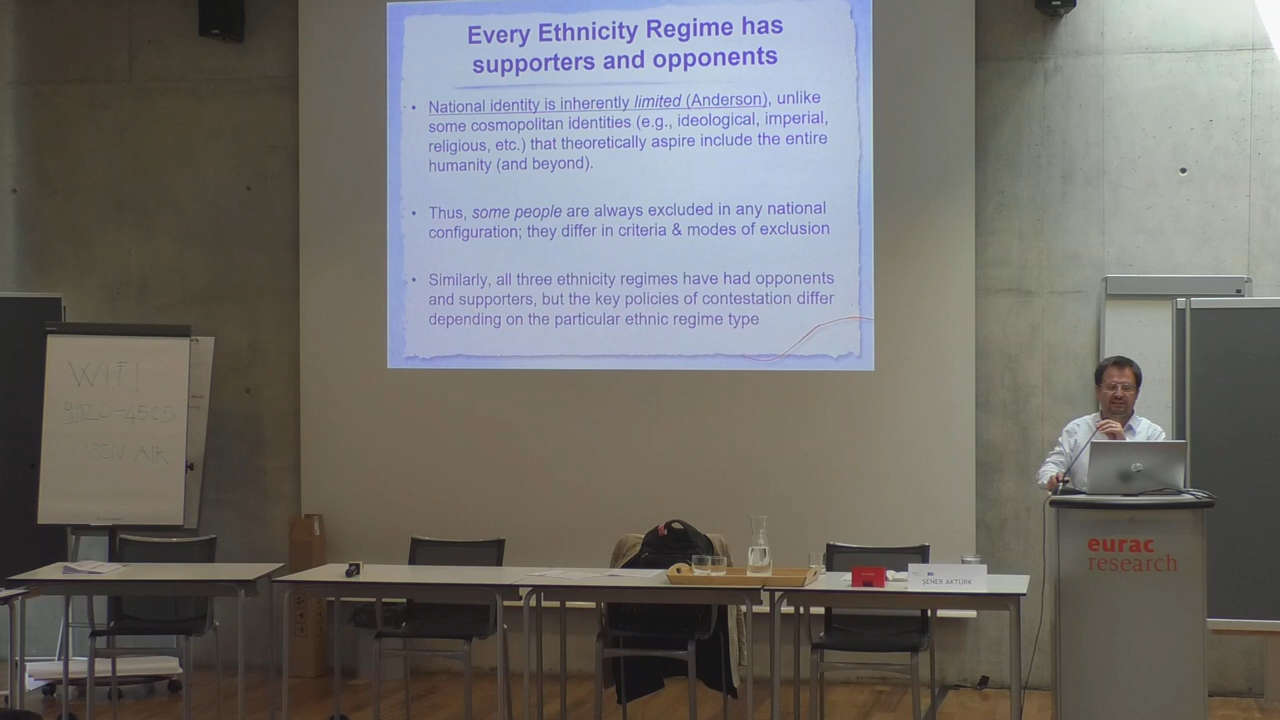 Every Ethnicity Regime has
supporters and opponents
• National identity is inherently limited (Anderson), unlike
some cosmopolitan identities (e.g., ideological, imperial,
religious, etc.) that theoretically aspire include the entire
humanity (and beyond).
• Thus, some people are always excluded in any national
configuration; they differ in criteria & modes of exclusion
• Similarly, all three ethnicity regimes have had opponents
and supporters, but the key policies of contestation differ
depending on the particular ethnic regime type
WIFI
AIR
eurac
research
ŞENER AKTÜRK